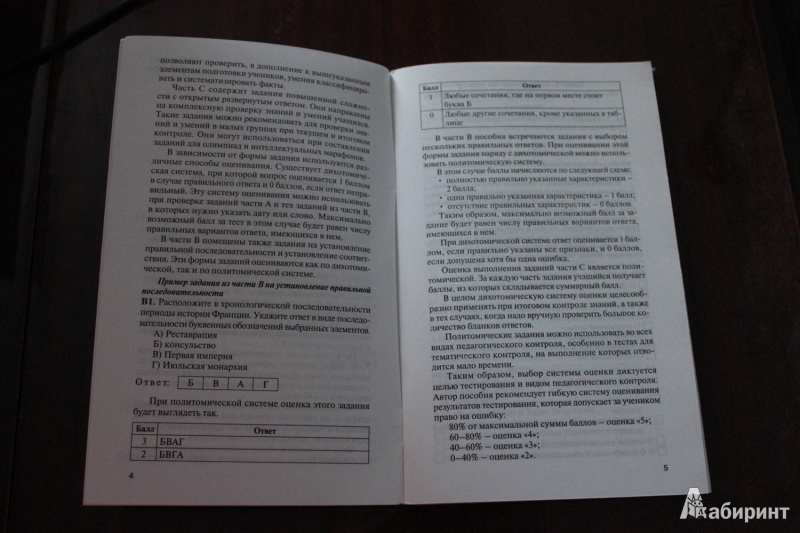 позволяют проверить, в дополнение к вышеуказанным
элементам подготовки учеников, умения классифициро-
вать и систематизировать факты.
Часть С содержит задания повышенной сложно-
сти с открытым развернутым ответом. Они направлены
на комплексную проверку знаний и умений учащихся.
Такие задания можно рекомендовать для проверки зна-
ний и умений в малых группах при текущем и итоговом
контроле. Они могут использоваться при составлении
заданий для олимпиад и интеллектуальных марафонов.
В зависимости от формы задания используются раз-
личные способы оценивания. Существует дихотомиче-
ская система, при которой вопрос оценивается 1 баллом
в случае правильного ответа и 0 баллов, если ответ непра-
вильный. Эту систему оценивания можно использовать
при проверке заданий части А и тех заданий из части В,
в которых нужно указать дату или слово. Максимально
возможный балл за тест в этом случае будет равен числу
правильных вариантов ответа, имеющихся в нем.
В части В помещены также задания на установление
правильной последовательности и установление соответ-
ствия. Эти формы заданий оцениваются как по дихотоми-
ческой, так и по политомической системе.
Пример задания из части В на установление правильной
последовательности
В1. Расположите в хронологической последовательности
периоды истории Франции. Укажите ответ в виде последо-
вательности буквенных обозначений выбранных элементов.
А) Реставрация
Б) консульство
В) Первая империя
Г) Июльская монархия
Ответ: Б В А Г
При политомической системе оценка этого задания
будет выглядеть так.
Балл Ответ
3 БВАГ
2 БВГА
4
Балл Ответ
1 Любые сочетания, где на первом месте стоит
буква Б
0 Любые другие сочетания, кроме указанных в таб-
лице
В части В пособия встречаются задания с выбором
нескольких правильных ответов. При оценивании этой
формы задания наряду с дихотомической можно исполь-
зовать политомическую систему.
В этом случае баллы начисляются по следующей схеме:
• полностью правильно указанные характеристики –
2 балла;
• одна правильно указанная характеристика – 1 балл;
• отсутствие правильных характеристик – 0 баллов.
Таким образом, максимально возможный балл за за-
дание будет равен числу правильных вариантов ответа,
имеющихся в нем.
При дихотомической системе ответ оценивается 1 бал-
лом, если правильно указаны все признаки, и 0 баллов,
если допущена хотя бы одна ошибка.
Оценка выполнения заданий части С является поли-
томической. За каждую часть задания учащийся получает
баллы, из которых складывается суммарный балл.
В целом дихотомическую систему оценки целесооб-
разно применять при итоговом контроле знаний, а также
в тех случаях, когда надо вручную проверить большое ко-
личество бланков ответов.
Политомические задания можно использовать во всех
видах педагогического контроля, особенно в тестах для
тематического контроля, на выполнение которых отво-
дится мало времени.
Таким образом, выбор системы оценки диктуется
целью тестирования и видом педагогического контроля.
Автор пособия рекомендует гибкую систему оценивания
результатов тестирования, которая допускает за учеником
право на ошибку:
80% от максимальной суммы баллов – оценка «5»;
60–80% – оценка «4»;
40–60% – оценка «3»;
0–40% – оценка «2».
5
Лабиринт